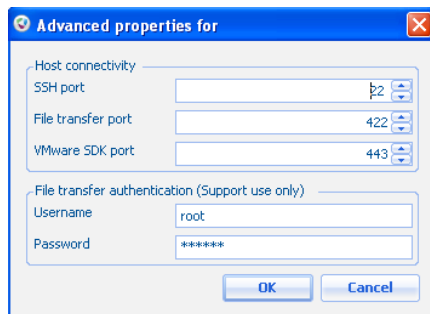 Advanced properties for
Host connectivity
SSH port 22
File transfer port 422
VMware SDK port 443
File transfer authentication (Support use only)
Username root
Password ******
OK Cancel